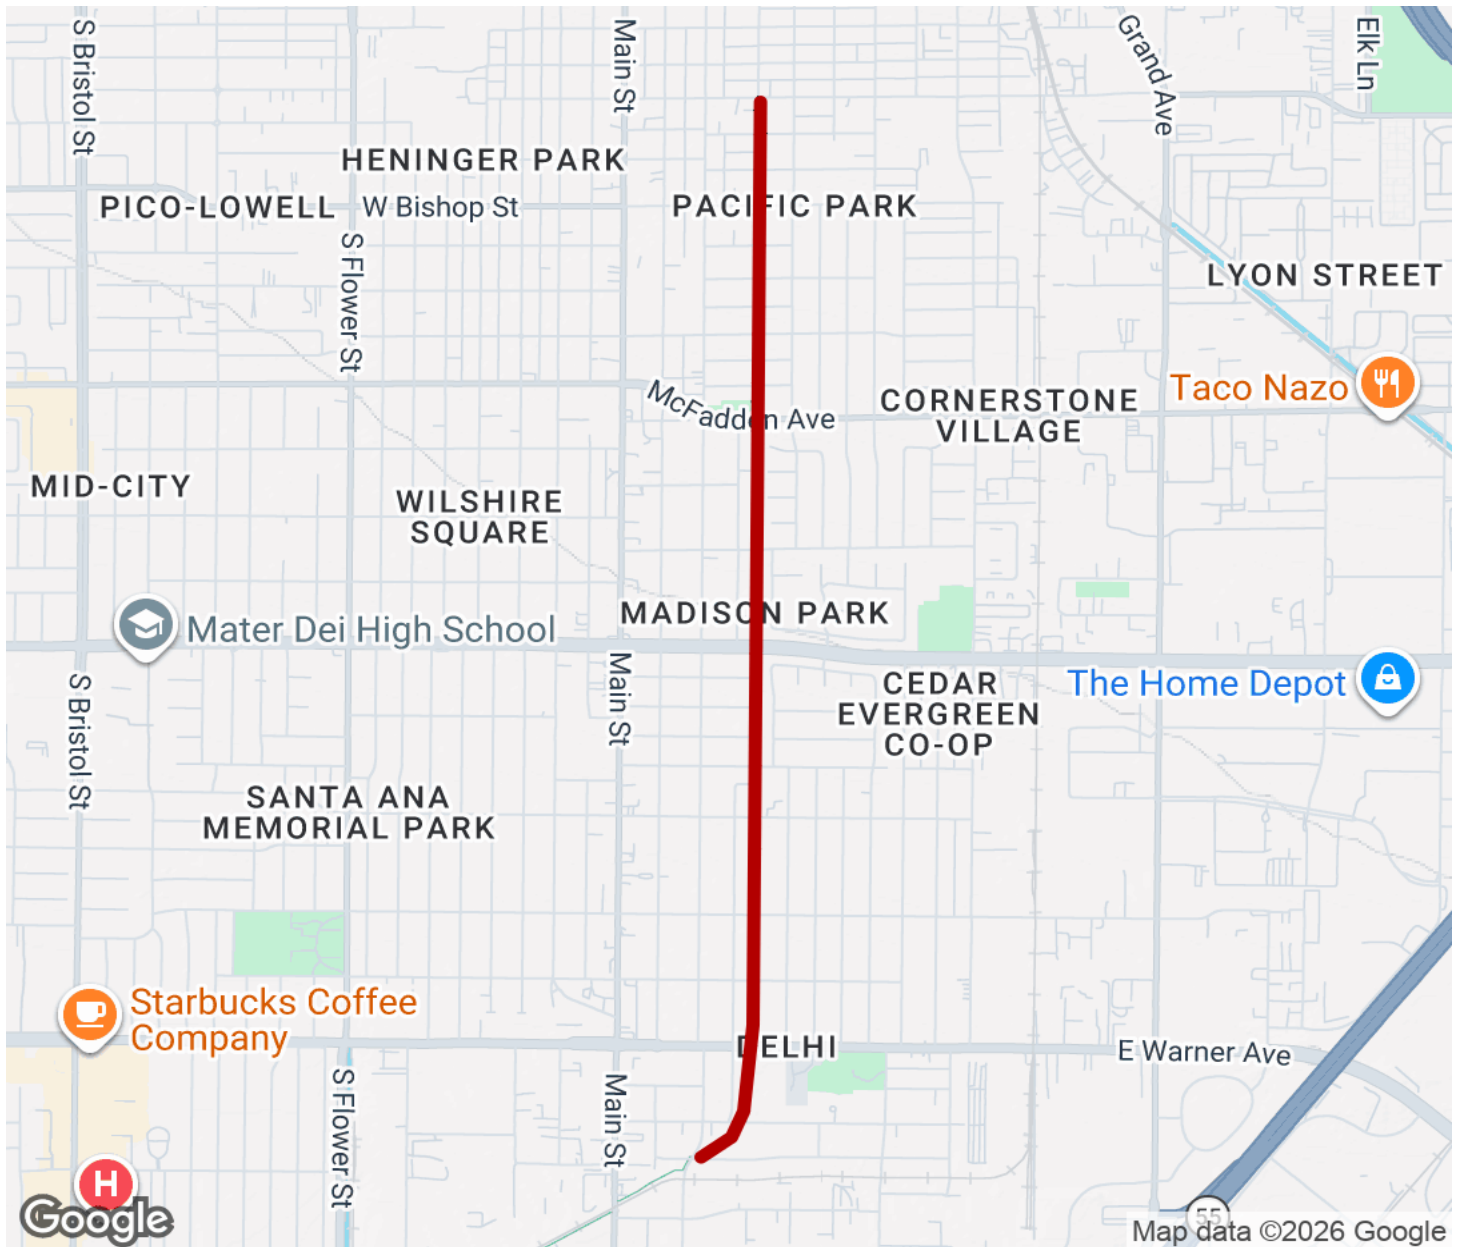 S Bristol St
Main St
Grand Ave
Elk Ln
HENINGER PARK
PICO-LOWELL
W Bishop St
PACIFIC PARK
S Flower St
LYON STREET
McFadden Ave
Taco Nazo
CORNERSTONE
VILLAGE
MID-CITY
WILSHIRE
SQUARE
MADISON PARK
Mater Dei High School
Main St
S Bristol St
CEDAR
EVERGREEN
CO-OP
The Home Depot
SANTA ANA
MEMORIAL PARK
Starbucks Coffee
Company
DELHI
E Warner Ave
S Flower St
Main St
H
55
Google
Map data ©2026 Google